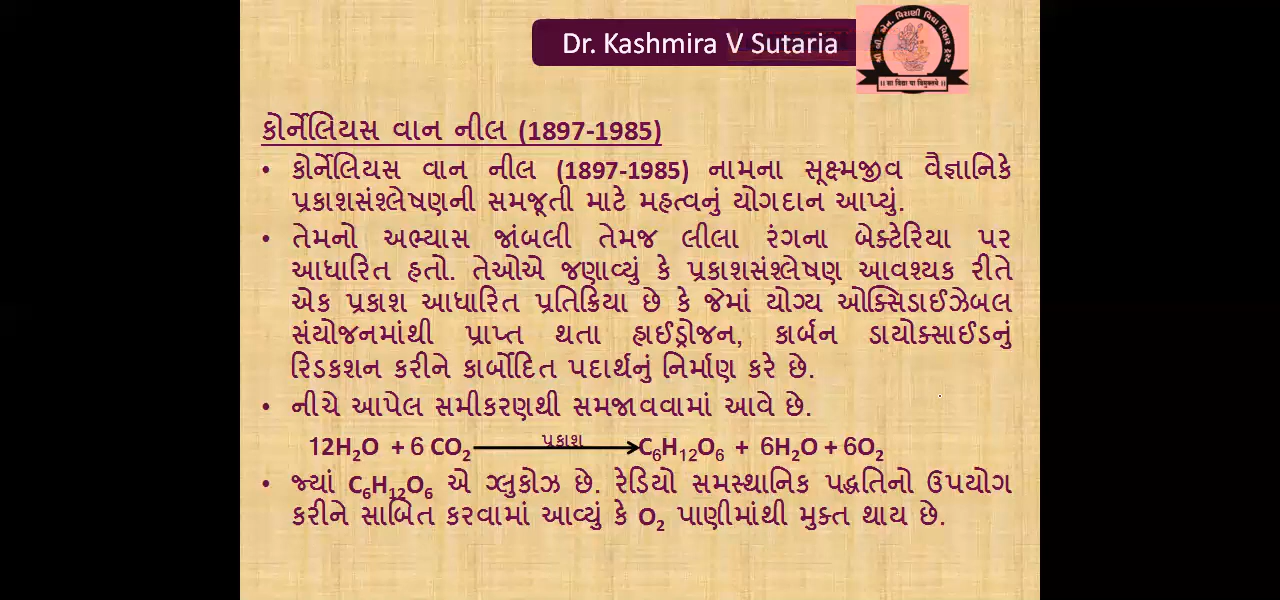 Dr. Kashmira V Sutaria
કોર્નેલિયસ વાન નીલ (1897-1985)
• કોર્નેલિયસ વાન નીલ (1897-1985) નામના સૂક્ષ્મજીવ વૈજ્ઞાનિકે
પ્રકાશસંશ્લેષણની સમજૂતી માટે મહત્વનું યોગદાન આપ્યું.
• તેમનો અભ્યાસ જાંબલી તેમજ લીલા રંગના બેક્ટેરિયા પર
આધારિત હતો. તેઓએ જણાવ્યું કે પ્રકાશસંશ્લેષણ આવશ્યક રીતે
એક પ્રકાશ આધારિત પ્રતિક્રિયા છે કે જેમાં યોગ્ય ઓક્સિડાઈઝેબલ
સંયોજનમાંથી પ્રાપ્ત થતા હાઈડ્રોજન, કાર્બન ડાયોક્સાઈડનું
રિડકશન કરીને કાર્બોદિત પદાર્થનું નિર્માણ કરે છે.
• નીચે આપેલ સમીકરણથી સમજાવવામાં આવે છે.
12H₂O + 6 CO₂ પ્રકાશ → C₆H₁₂O₆ + 6H₂O + 6O₂
• જ્યાં C₆H₁₂O₆ એ ગ્લુકોઝ છે. રેડિયો સમસ્થાનિક પદ્ધતિનો ઉપયોગ
કરીને સાબિત કરવામાં આવ્યું કે O₂ પાણીમાંથી મુક્ત થાય છે.